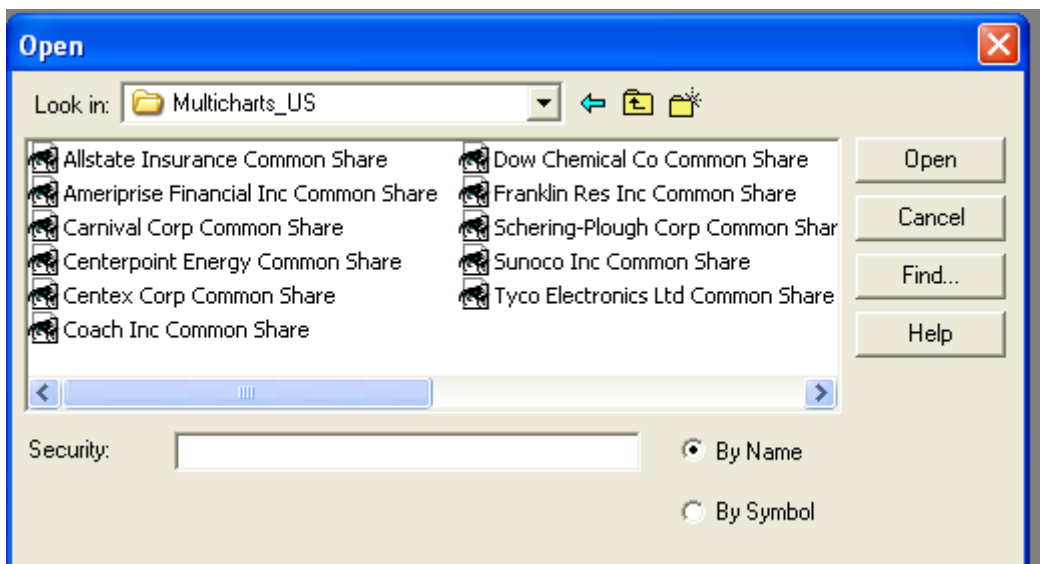 Open
Look in: Multicharts_US
Allstate Insurance Common Share
Ameriprise Financial Inc Common Share
Carnival Corp Common Share
Centerpoint Energy Common Share
Centex Corp Common Share
Coach Inc Common Share
Dow Chemical Co Common Share
Franklin Res Inc Common Share
Schering-Plough Corp Common Shar
Sunoco Inc Common Share
Tyco Electronics Ltd Common Share
Open
Cancel
Find...
Help
Security:
By Name
By Symbol